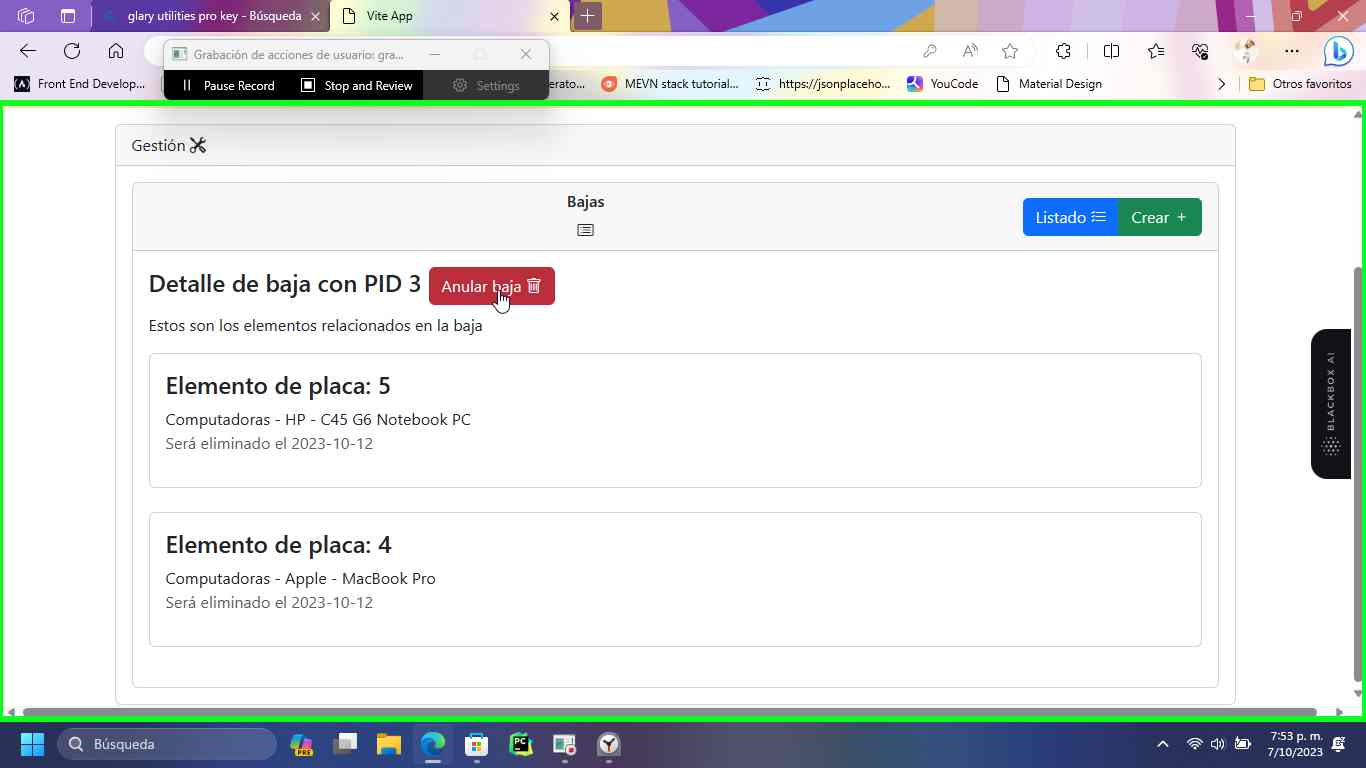 glary utilities pro key - Búsqueda
Vite App
Grabación de acciones de usuario: gra...
Pause Record
Stop and Review
Settings
Front End Develop...
erato...
MEVN stack tutorial...
https://jsonplaceho...
YouCode
Material Design
Otros favoritos
Gestión
Bajas
Listado
Crear +
Detalle de baja con PID 3
Anular baja
Estos son los elementos relacionados en la baja
Elemento de placa: 5
Computadoras - HP - C45 G6 Notebook PC
Será eliminado el 2023-10-12
Elemento de placa: 4
Computadoras - Apple - MacBook Pro
Será eliminado el 2023-10-12
BLACKBOX AI
Búsqueda
PRE
PC
7:53 p. m.
7/10/2023